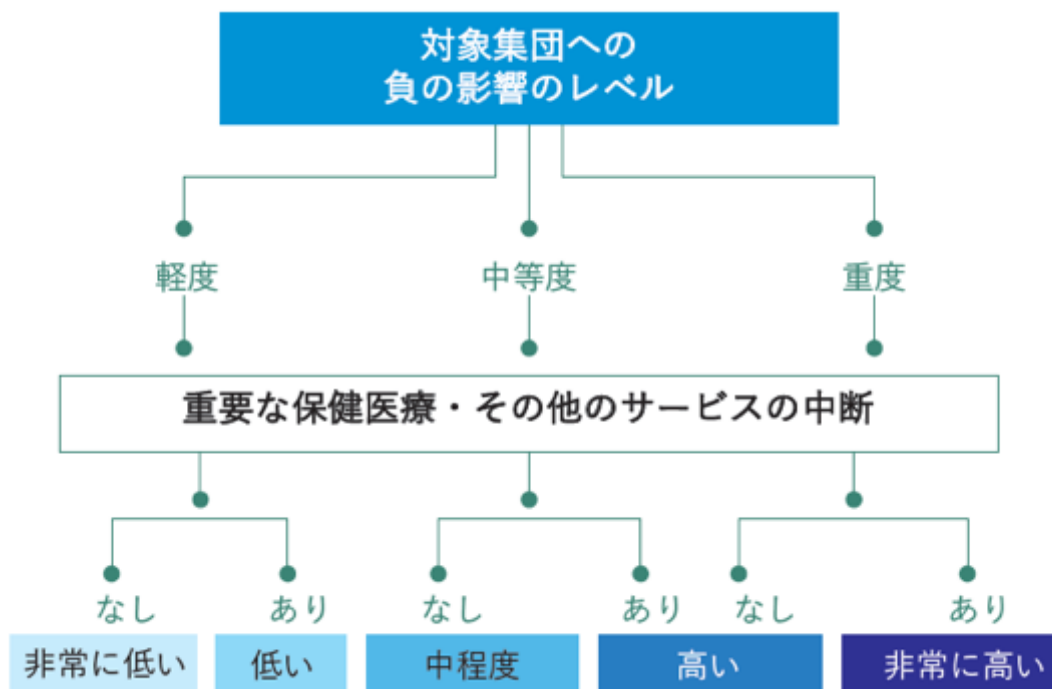 対象集団への
負の影響のレベル
軽度 中等度 重度
重要な保健医療・その他のサービスの中断
なし あり なし あり なし あり
非常に低い 低い 中程度 高い 非常に高い